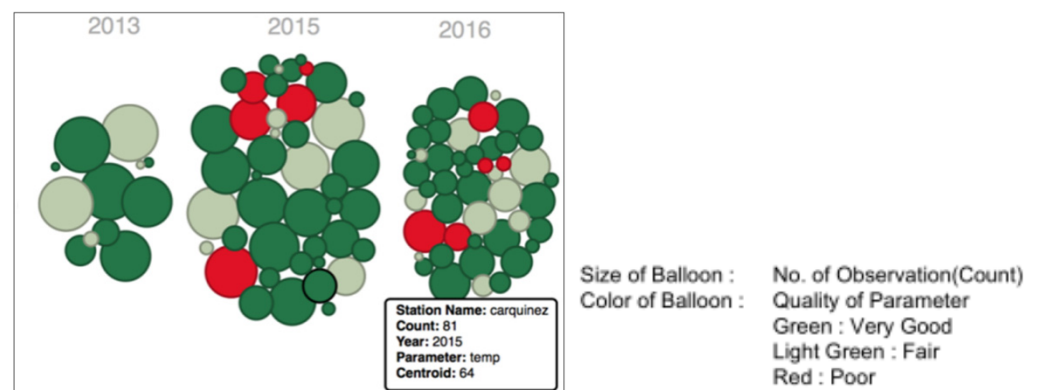 2013
2015
2016
Station Name: carquinez
Count: 81
Year: 2015
Parameter: temp
Centroid: 64
Size of Balloon : No. of Observation(Count)
Color of Balloon : Quality of Parameter
Green : Very Good
Light Green : Fair
Red : Poor